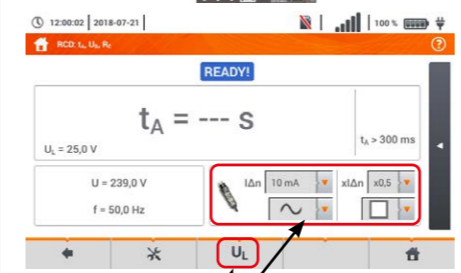 12:00:02 2018-07-21 100 %
RCD: tA, UB, RE ?
READY!
tA = --- s
UL = 25,0 V
tA > 300 ms
U = 239,0 V
f = 50,0 Hz
IΔn 10 mA xIΔn x0,5
UL